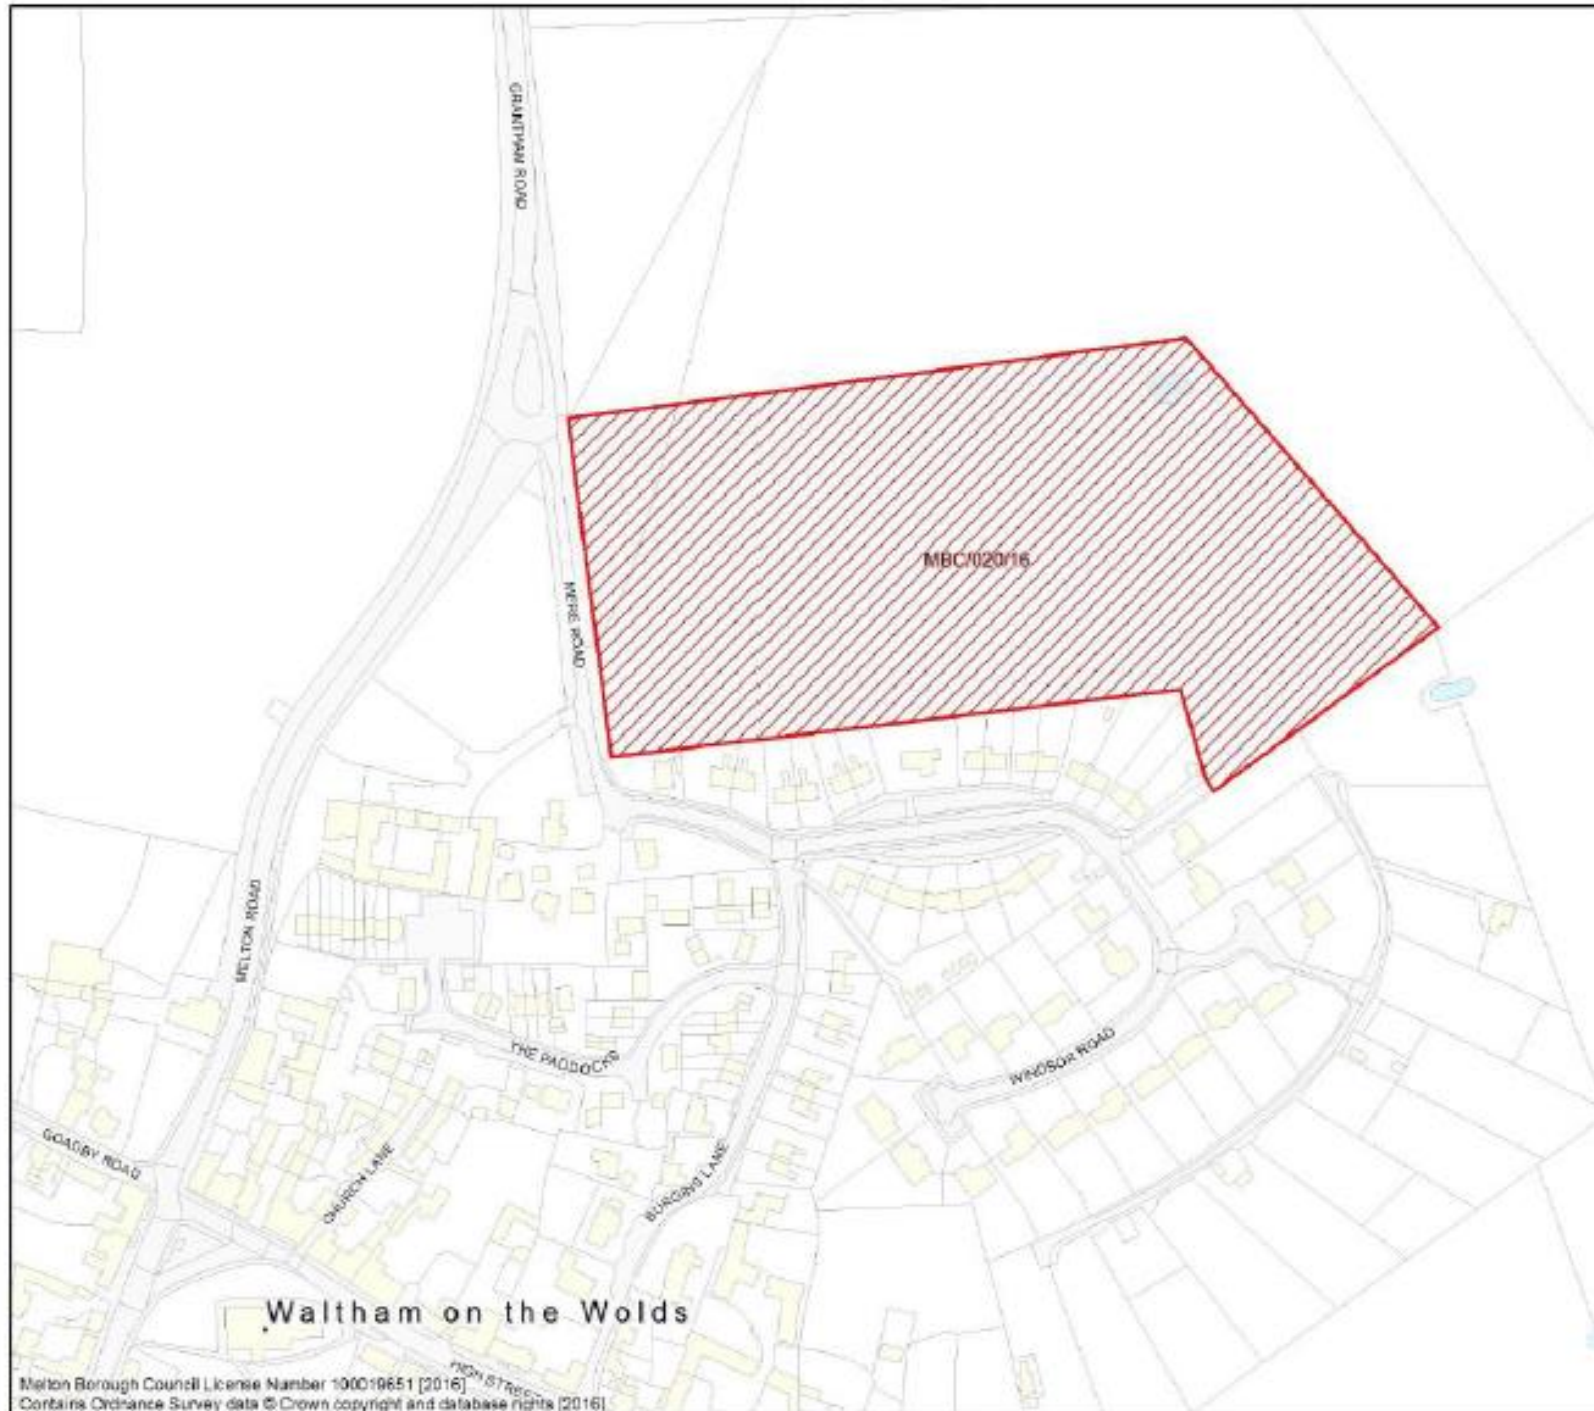 GRANTHAM ROAD
MBC/020/16
MERE ROAD
MELTON ROAD
THE PADDOCKS
WINDSOR ROAD
GOADBY ROAD
CHURCH LANE
BURGINS LANE
Waltham on the Wolds
HIGH STREET
Melton Borough Council License Number 100019651 [2016]
Contains Ordnance Survey data © Crown copyright and database rights [2016]